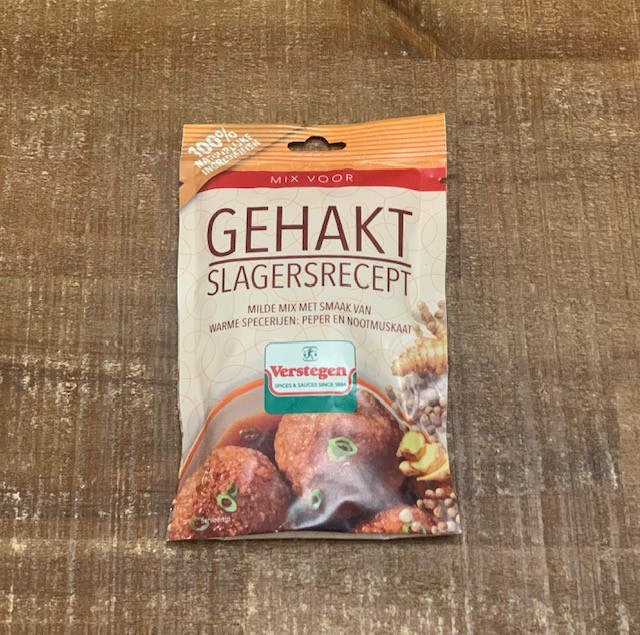 100%
NATUURLIJKE
INGREDIËNTEN
MIX VOOR
GEHAKT
SLAGERSRECEPT
MILDE MIX MET SMAAK VAN
WARME SPECERIJEN: PEPER EN NOOTMUSKAAT
Verstegen
SPICES & SAUCES SINCE 1886